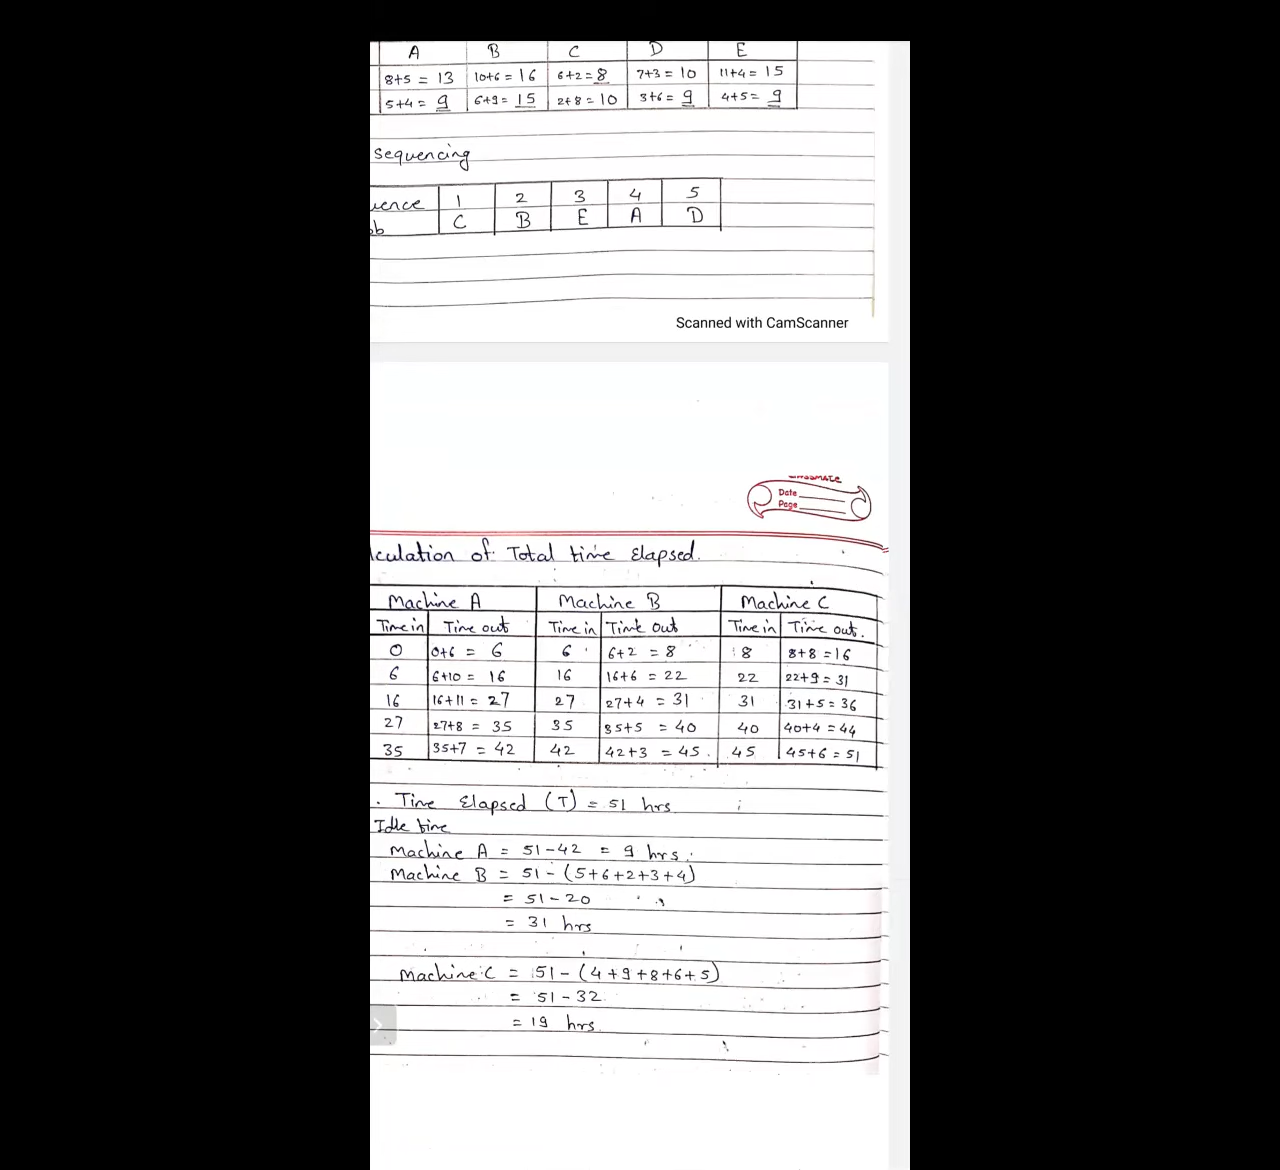 A B C D E
8+5 = 13 10+6 = 16 6+2 = 8 7+3 = 10 11+4 = 15
5+4 = 9 6+9 = 15 2+8 = 10 3+6 = 9 4+5 = 9
sequencing
uence 1 2 3 4 5
ob C B E A D
Scanned with CamScanner
Date
Page
lculation of Total time Elapsed.
Machine A Machine B Machine C
Time in Time out Time in Time Out Time in Time out.
0 0+6 = 6 6 6+2 = 8 8 8+8 = 16
6 6+10 = 16 16 16+6 = 22 22 22+9 = 31
16 16+11 = 27 27 27+4 = 31 31 31+5 = 36
27 27+8 = 35 35 35+5 = 40 40 40+4 = 44
35 35+7 = 42 42 42+3 = 45 45 45+6 = 51
. Time Elapsed (T) = 51 hrs
Idle time
Machine A = 51-42 = 9 hrs.
Machine B = 51 - (5+6+2+3+4)
= 51 - 20
= 31 hrs
Machine C = 51 - (4+9+8+6+5)
= 51 - 32
= 19 hrs.